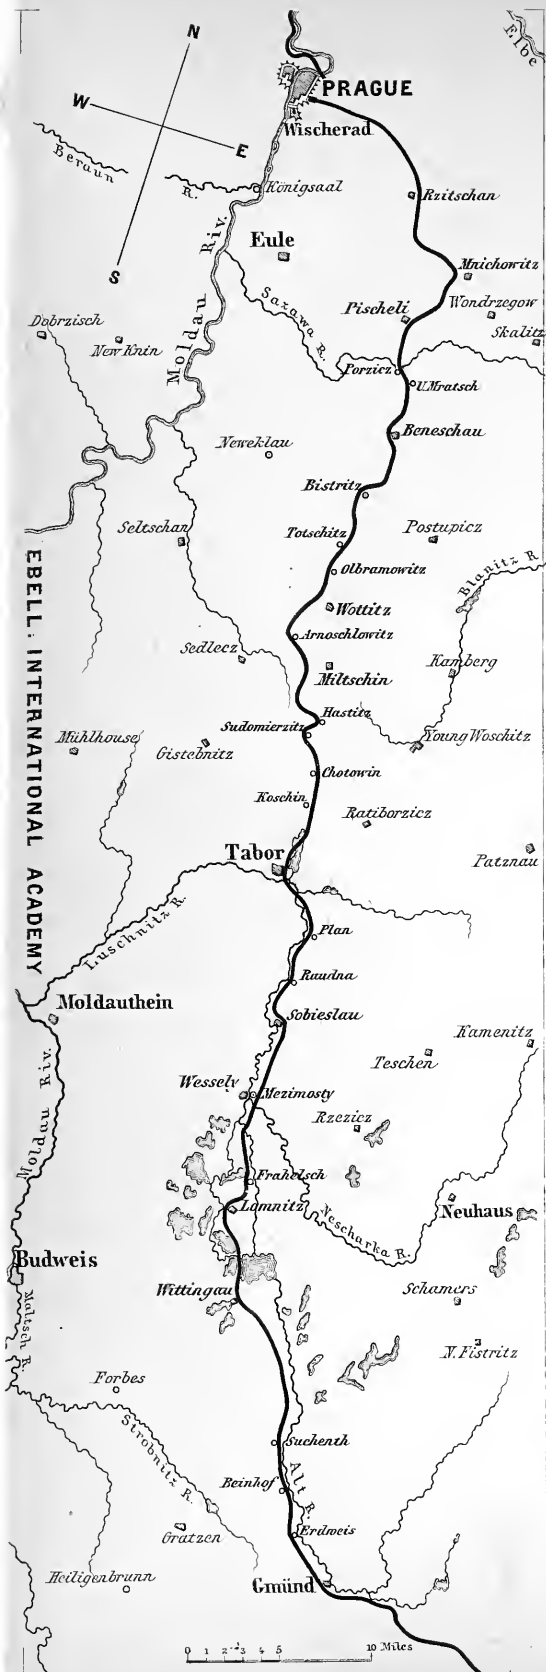 N
W
E
S
Elbe
PRAGUE
Wischerad
Beraun
R.
Königsaal
Rzitschan
Eule
Moldau Riv.
Mnichowitz
Sazawa R.
Pischeli
Wondrzegow
Skalitz
Dobrzisch
New Knin
Porzicz
U.Mratsch
Beneschau
Neweklau
Bistritz
Seltschan
Totschitz
Postupicz
Olbramowitz
Blanitz R
Wottitz
Arnoschlowitz
Sedlecz
Miltschin
Kamberg
EBELL. INTERNATIONAL ACADEMY
Hastitz
Sudomierzitz
Young Woschitz
Mühlhouse
Gistebnitz
Chotowin
Koschin
Ratiborzicz
Tabor
Patznau
Luschnitz R.
Plan
Raudna
Moldauthein
Sobieslau
Kamenitz
Teschen
Moldau Riv.
Wessely
Mezimosty
Rzezicz
Frahelsch
Lomnitz
Nescharka R.
Neuhaus
Budweis
Wittingau
Schamers
Maltsch R.
N.Fistritz
Forbes
Strobnitz R.
Suchenth
Alt R.
Beinhof
Gratzen
Erdweis
Heiligenbrunn
Gmünd
0 1 2 3 4 5 10 Miles